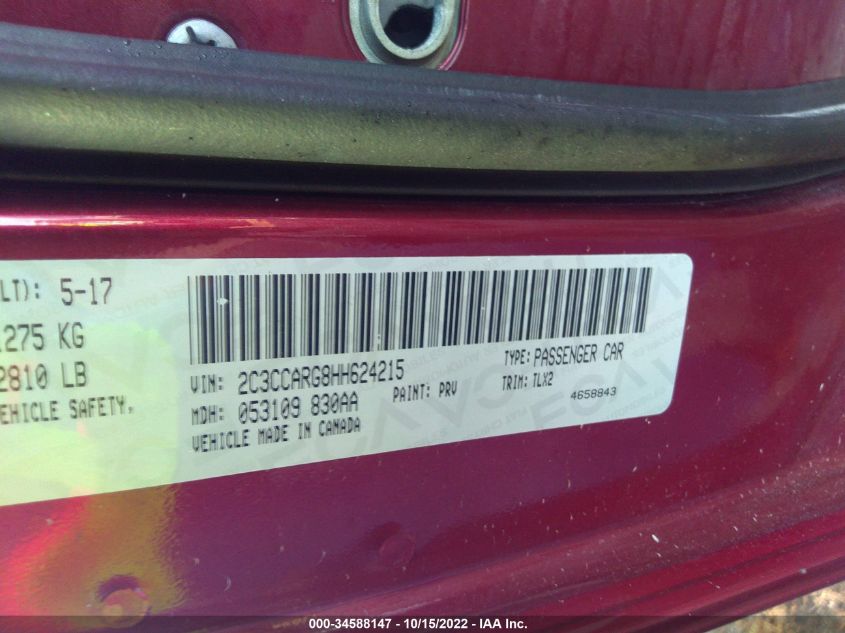 LT): 5-17
1275 KG
2810 LB
EHICLE SAFETY,
VIN: 2C3CCARG8HH624215
MDH: 053109 830AA
VEHICLE MADE IN CANADA
PAINT: PRV
TYPE: PASSENGER CAR
TRIM: TLX2
4658843
000-34588147 - 10/15/2022 - IAA Inc.